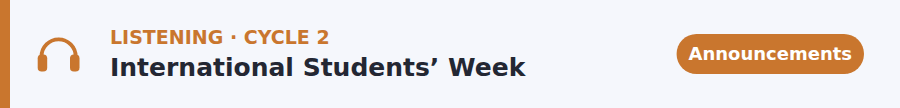 LISTENING · CYCLE 2
International Students’ Week
Announcements